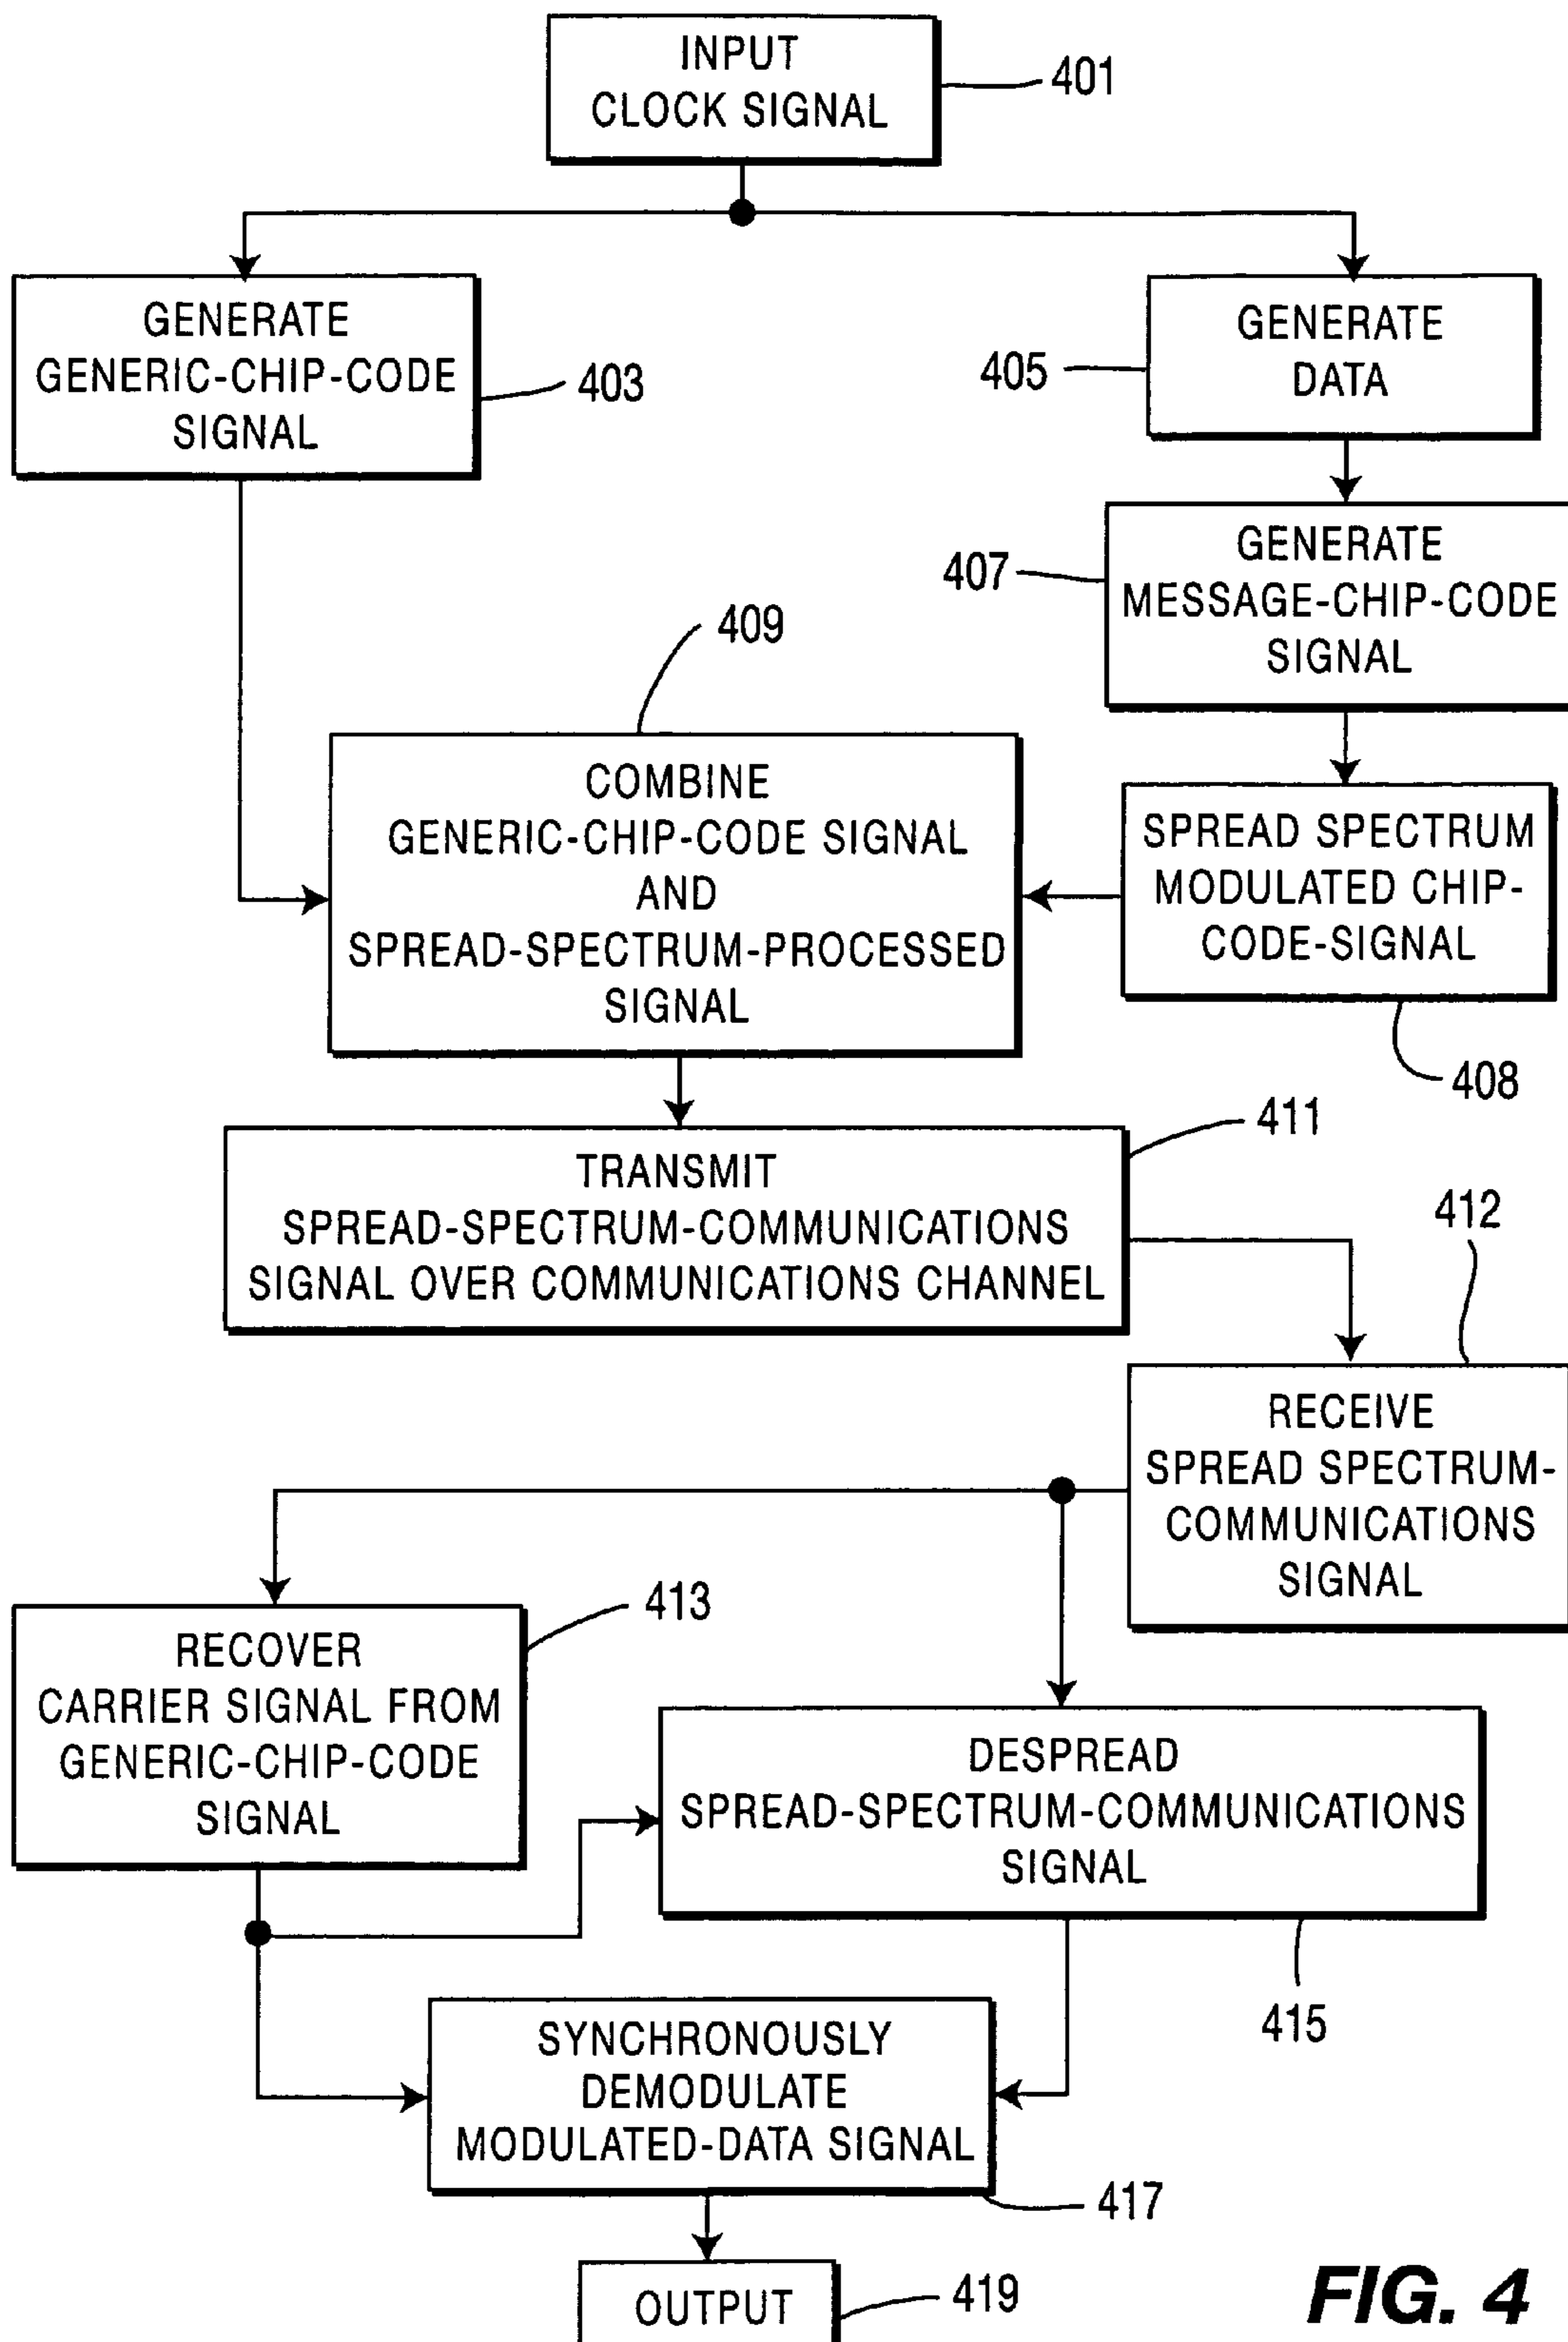 INPUT
CLOCK SIGNAL
401
GENERATE
GENERIC-CHIP-CODE
SIGNAL
403
405
GENERATE
DATA
407
GENERATE
MESSAGE-CHIP-CODE
SIGNAL
409
COMBINE
GENERIC-CHIP-CODE SIGNAL
AND
SPREAD-SPECTRUM-PROCESSED
SIGNAL
SPREAD SPECTRUM
MODULATED CHIP-
CODE-SIGNAL
408
411
TRANSMIT
SPREAD-SPECTRUM-COMMUNICATIONS
SIGNAL OVER COMMUNICATIONS CHANNEL
412
RECEIVE
SPREAD SPECTRUM-
COMMUNICATIONS
SIGNAL
413
RECOVER
CARRIER SIGNAL FROM
GENERIC-CHIP-CODE
SIGNAL
DESPREAD
SPREAD-SPECTRUM-COMMUNICATIONS
SIGNAL
415
SYNCHRONOUSLY
DEMODULATE
MODULATED-DATA SIGNAL
417
OUTPUT
419
FIG. 4